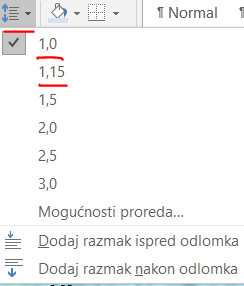 ¶ Normal
¶
1,0
1,15
1,5
2,0
2,5
3,0
Mogućnosti proreda...
Dodaj razmak ispred odlomka
Dodaj razmak nakon odlomka